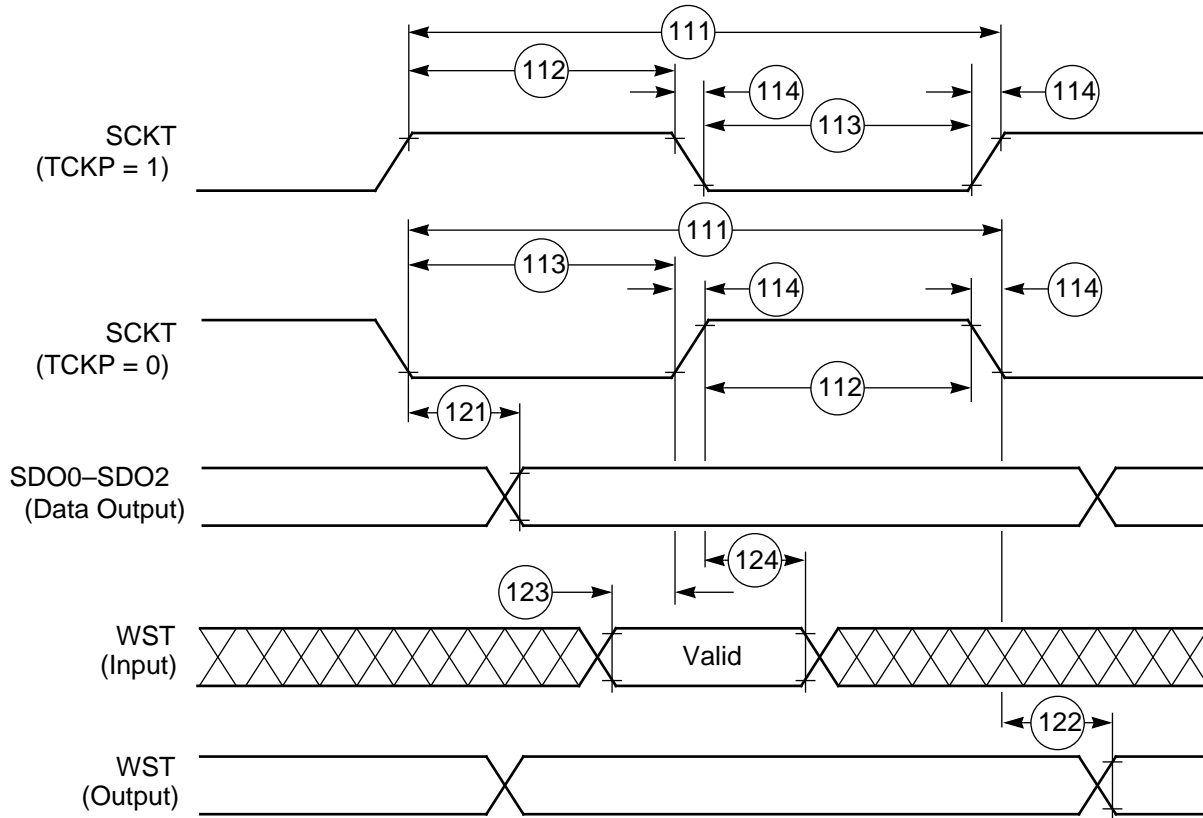 111
112
114
114
113
SCKT
(TCKP = 1)
111
113
114
114
SCKT
(TCKP = 0)
112
121
SDO0–SDO2
(Data Output)
124
123
WST
(Input)
Valid
122
WST
(Output)